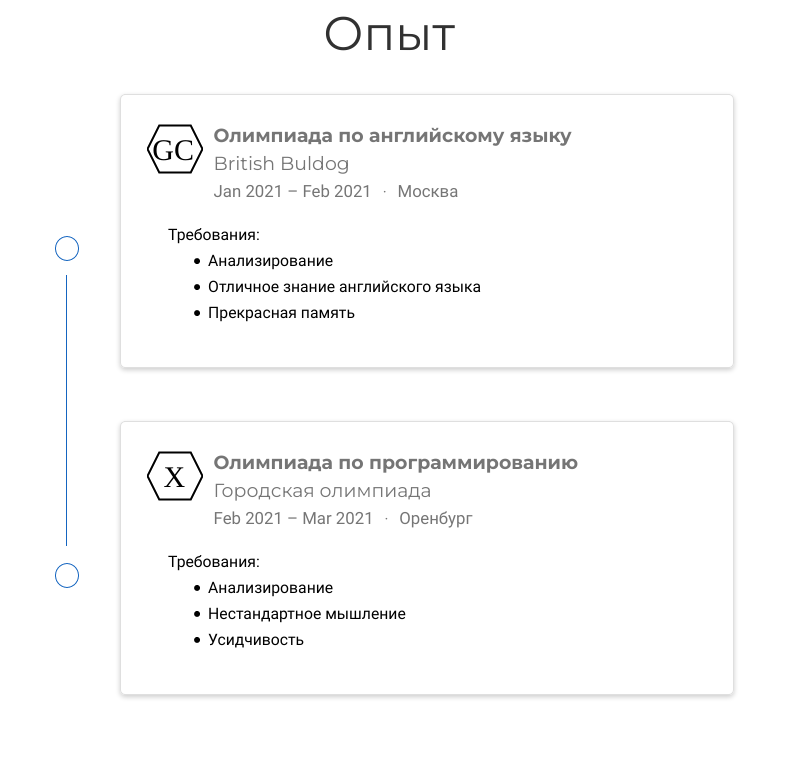 Опыт
GC
Олимпиада по английскому языку
British Buldog
Jan 2021 – Feb 2021 · Москва
Требования:
• Анализирование
• Отличное знание английского языка
• Прекрасная память
X
Олимпиада по программированию
Городская олимпиада
Feb 2021 – Mar 2021 · Оренбург
Требования:
• Анализирование
• Нестандартное мышление
• Усидчивость